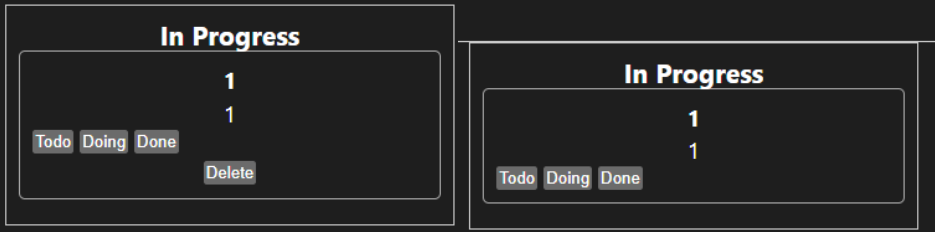 In Progress
1
1
Todo Doing Done
Delete
In Progress
1
1
Todo Doing Done